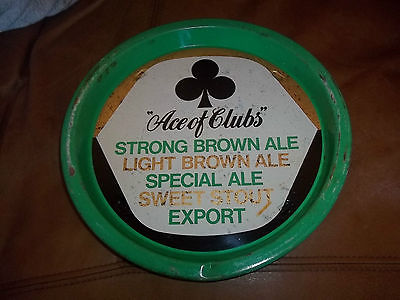 "Ace of Clubs"
STRONG BROWN ALE
LIGHT BROWN ALE
SPECIAL ALE
SWEET STOUT
EXPORT